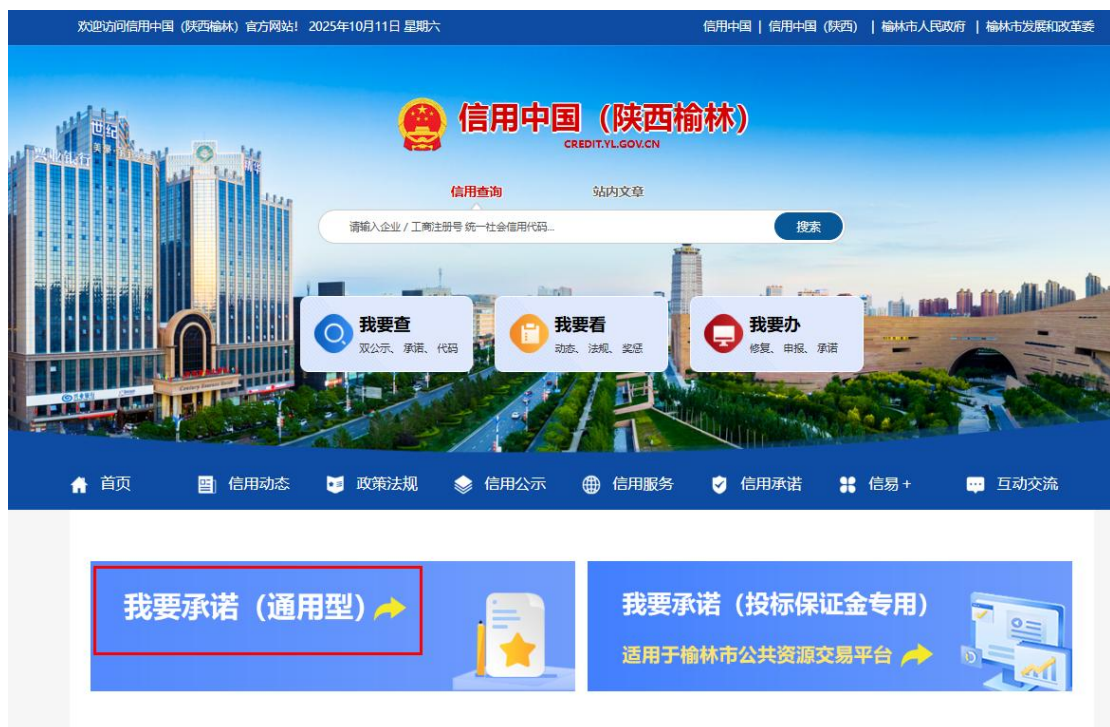 欢迎访问信用中国（陕西榆林）官方网站! 2025年10月11日 星期六
信用中国 | 信用中国（陕西） | 榆林市人民政府 | 榆林市发展和改革委
信用中国（陕西榆林）
CREDIT.YL.GOV.CN
信用查询 站内文章
请输入企业 / 工商注册号 统一社会信用代码...
搜索
世纪
兴业银行
我要查
双公示、承诺、代码
我要看
动态、法规、奖惩
我要办
修复、申报、承诺
首页 信用动态 政策法规 信用公示 信用服务 信用承诺 信易 + 互动交流
我要承诺（通用型）
我要承诺（投标保证金专用）
适用于榆林市公共资源交易平台